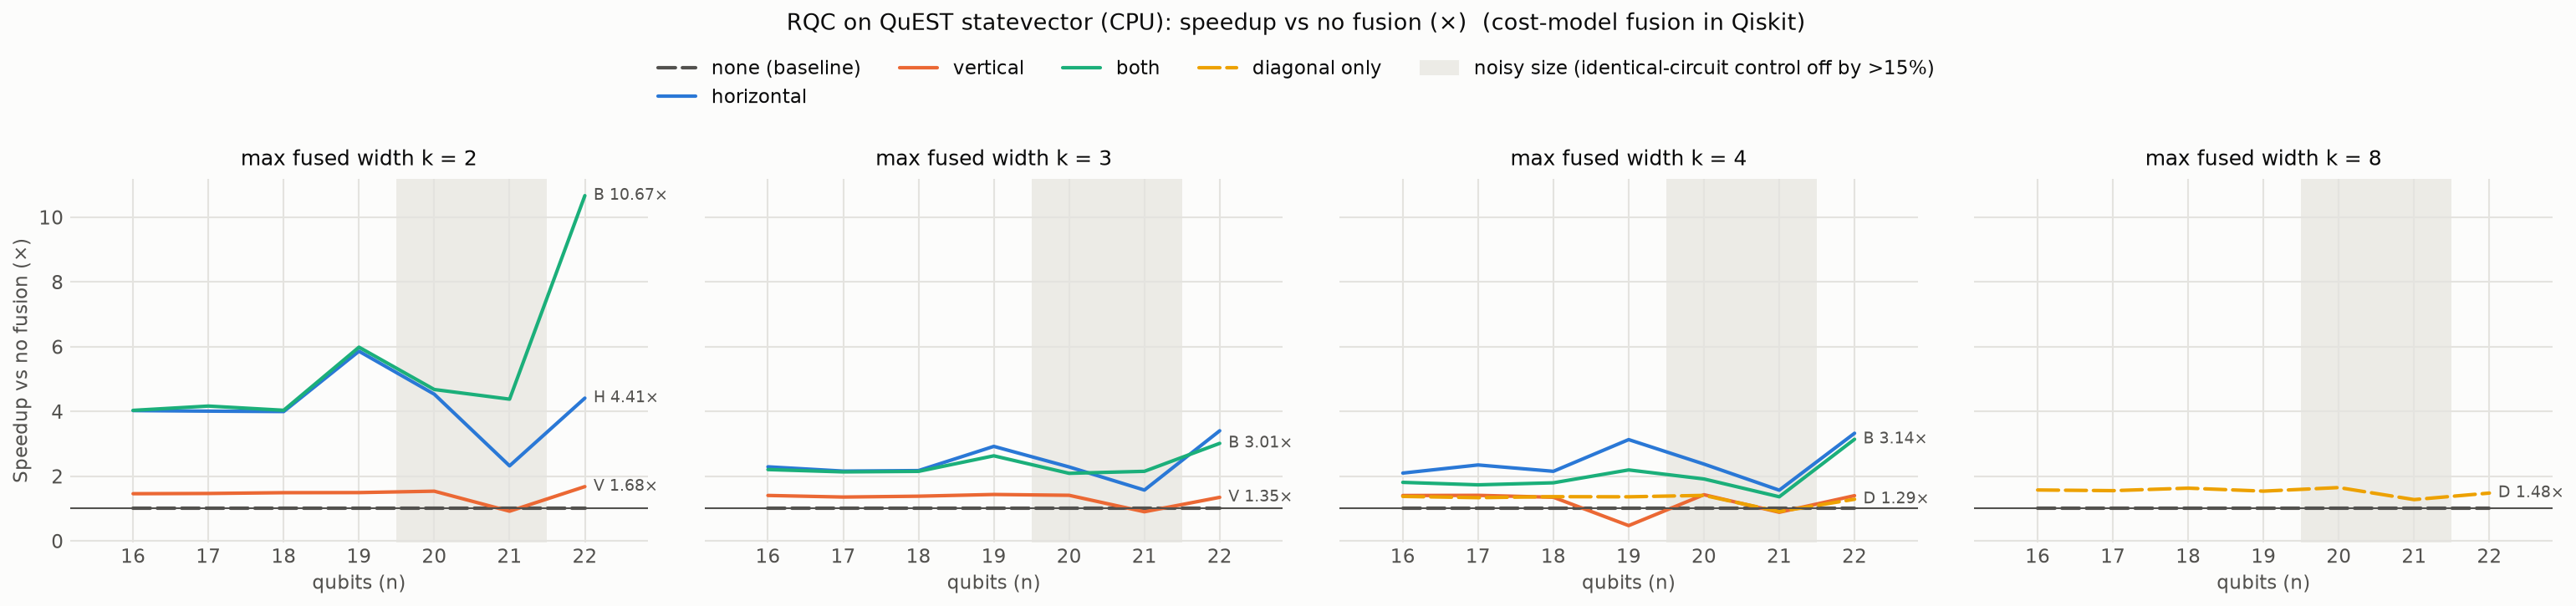 RQC on QuEST statevector (CPU): speedup vs no fusion (×)  (cost-model fusion in Qiskit)
none (baseline) vertical both diagonal only noisy size (identical-circuit control off by >15%)
horizontal
max fused width k = 2
Speedup vs no fusion (×)
10
8
6
4
2
0
B 10.67×
H 4.41×
V 1.68×
16 17 18 19 20 21 22
qubits (n)
max fused width k = 3
B 3.01×
V 1.35×
16 17 18 19 20 21 22
qubits (n)
max fused width k = 4
B 3.14×
D 1.29×
16 17 18 19 20 21 22
qubits (n)
max fused width k = 8
D 1.48×
16 17 18 19 20 21 22
qubits (n)